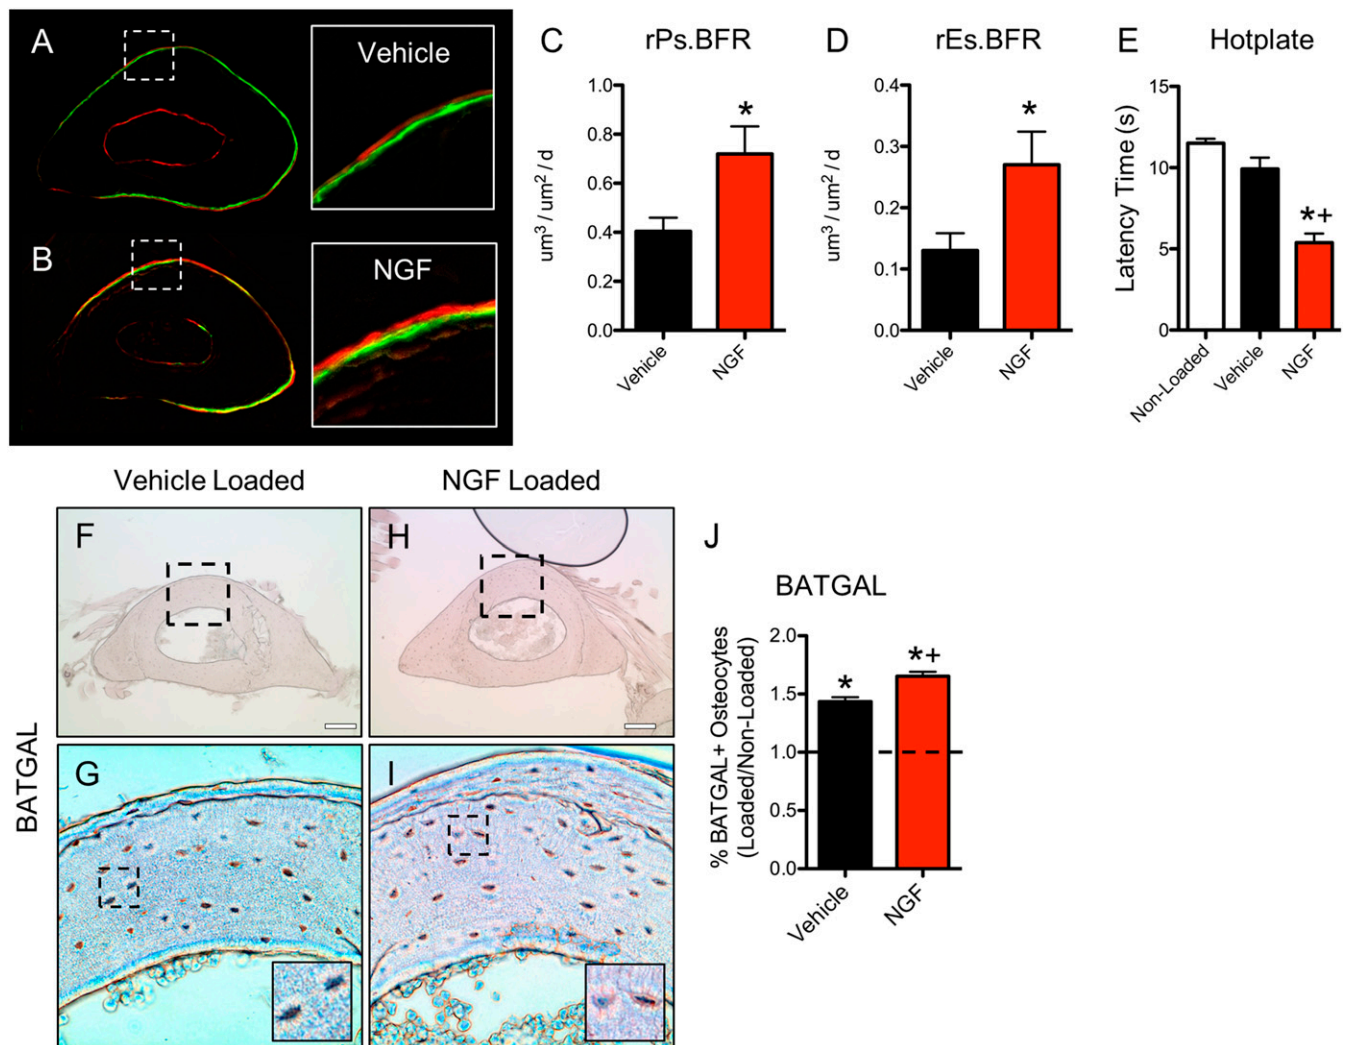 A
Vehicle
B
NGF
C
rPs.BFR
um³ / um² / d
1.0
0.8
0.6
0.4
0.2
0.0
*
Vehicle
NGF
D
rEs.BFR
um³ / um² / d
0.4
0.3
0.2
0.1
0.0
*
Vehicle
NGF
E
Hotplate
Latency Time (s)
15
10
5
0
*+
Non-Loaded
Vehicle
NGF
Vehicle Loaded
NGF Loaded
BATGAL
F
H
G
I
J
BATGAL
% BATGAL+ Osteocytes
(Loaded/Non-Loaded)
2.0
1.5
1.0
0.5
0.0
*
*+
Vehicle
NGF